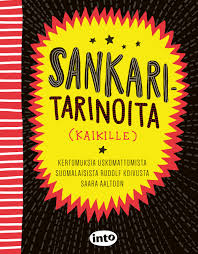 SANKARI-
TARINOITA
(KAIKILLE)
KERTOMUKSIA USKOMATTOMISTA
SUOMALAISISTA RUDOLF KOIVUSTA
SAARA AALTOON
into